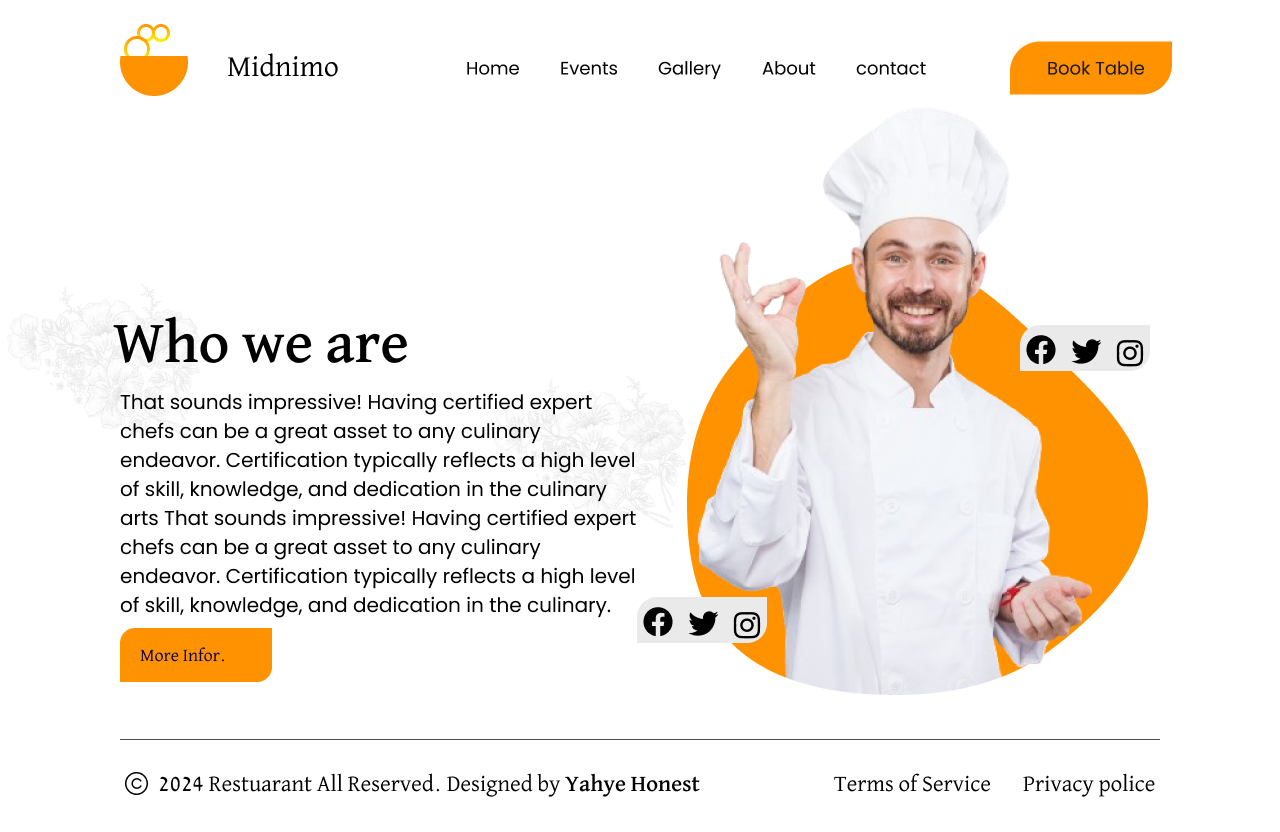 Midnimo
Home Events Gallery About contact
Book Table
Who we are
That sounds impressive! Having certified expert
chefs can be a great asset to any culinary
endeavor. Certification typically reflects a high level
of skill, knowledge, and dedication in the culinary
arts That sounds impressive! Having certified expert
chefs can be a great asset to any culinary
endeavor. Certification typically reflects a high level
of skill, knowledge, and dedication in the culinary.
More Infor.
© 2024 Restuarant All Reserved. Designed by Yahye Honest
Terms of Service Privacy police